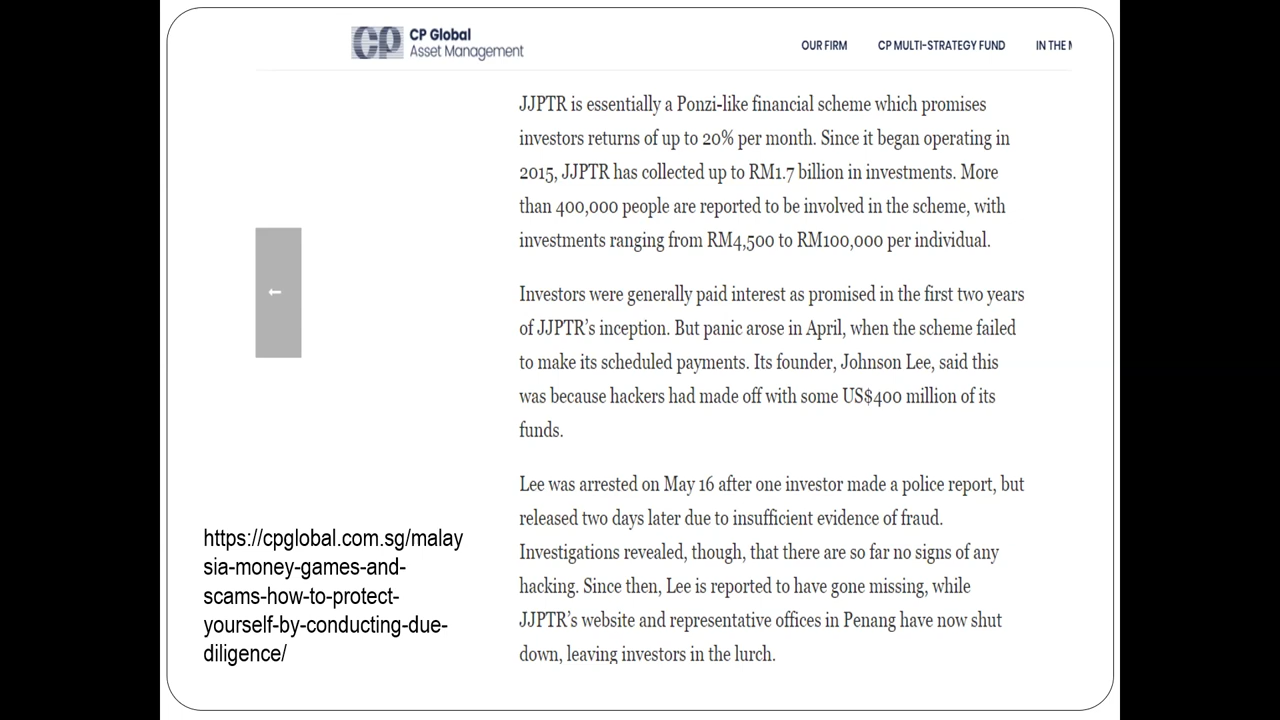 CP Global
Asset Management
OUR FIRM
CP MULTI-STRATEGY FUND
IN THE
JJPTR is essentially a Ponzi-like financial scheme which promises
investors returns of up to 20% per month. Since it began operating in
2015, JJPTR has collected up to RM1.7 billion in investments. More
than 400,000 people are reported to be involved in the scheme, with
investments ranging from RM4,500 to RM100,000 per individual.
Investors were generally paid interest as promised in the first two years
of JJPTR’s inception. But panic arose in April, when the scheme failed
to make its scheduled payments. Its founder, Johnson Lee, said this
was because hackers had made off with some US$400 million of its
funds.
Lee was arrested on May 16 after one investor made a police report, but
released two days later due to insufficient evidence of fraud.
Investigations revealed, though, that there are so far no signs of any
hacking. Since then, Lee is reported to have gone missing, while
JJPTR’s website and representative offices in Penang have now shut
down, leaving investors in the lurch.
https://cpglobal.com.sg/malay
sia-money-games-and-
scams-how-to-protect-
yourself-by-conducting-due-
diligence/